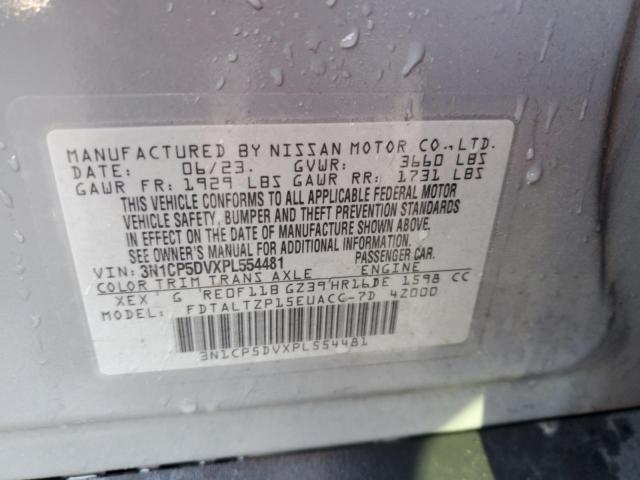 MANUFACTURED BY NISSAN MOTOR CO.,LTD.
DATE: 06/23. GVWR: 3660 LBS
GAWR FR: 1929 LBS GAWR RR: 1731 LBS
THIS VEHICLE CONFORMS TO ALL APPLICABLE FEDERAL MOTOR
VEHICLE SAFETY, BUMPER AND THEFT PREVENTION STANDARDS
IN EFFECT ON THE DATE OF MANUFACTURE SHOWN ABOVE.
SEE OWNER'S MANUAL FOR ADDITIONAL INFORMATION
VIN: 3N1CP5DVXPL554481 PASSENGER CAR.
COLOR TRIM TRANS AXLE ENGINE
XEX G RE0F11B GZ39 HR16DE 1598 CC
MODEL: FDTALTZP15EUACC-7D 4Z000
3N1CP5DVXPL554481